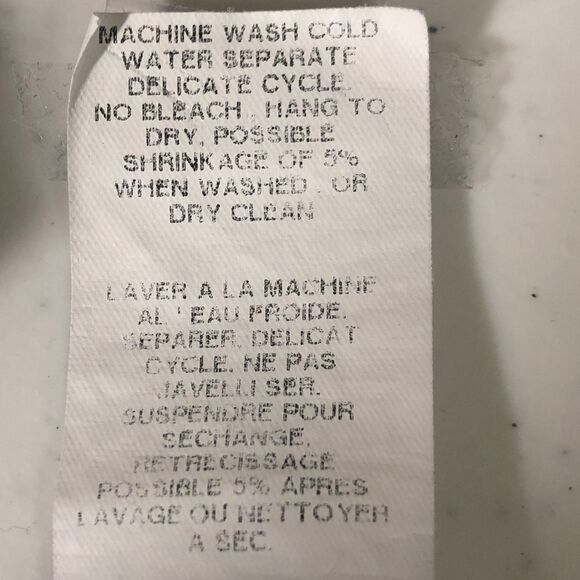 MACHINE WASH COLD
WATER SEPARATE
DELICATE CYCLE.
NO BLEACH . HANG TO
DRY, POSSIBLE
SHRINKAGE OF 5%
WHEN WASHED . OR
DRY CLEAN
LAVER A LA MACHINE
AL ' EAU FROIDE.
SEPARER. DELICAT
CYCLE. NE PAS
JAVELLI SER.
SUSPENDRE POUR
SECHANGE.
RETRECISSAGE
POSSIBLE 5% APRES
LAVAGE OU NETTOYER
A SEC.